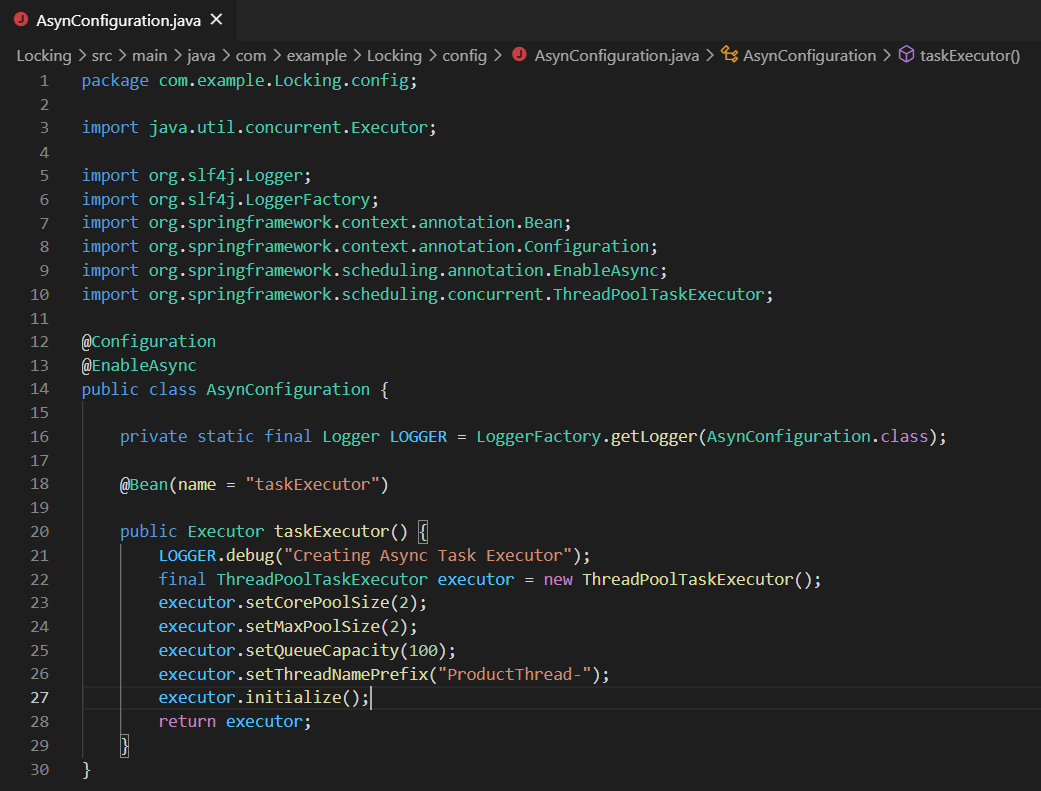 AsynConfiguration.java
Locking > src > main > java > com > example > Locking > config > AsynConfiguration.java > AsynConfiguration > taskExecutor()
1 package com.example.Locking.config;
2
3 import java.util.concurrent.Executor;
4
5 import org.slf4j.Logger;
6 import org.slf4j.LoggerFactory;
7 import org.springframework.context.annotation.Bean;
8 import org.springframework.context.annotation.Configuration;
9 import org.springframework.scheduling.annotation.EnableAsync;
10 import org.springframework.scheduling.concurrent.ThreadPoolTaskExecutor;
11
12 @Configuration
13 @EnableAsync
14 public class AsynConfiguration {
15
16     private static final Logger LOGGER = LoggerFactory.getLogger(AsynConfiguration.class);
17
18     @Bean(name = "taskExecutor")
19
20     public Executor taskExecutor() {
21         LOGGER.debug("Creating Async Task Executor");
22         final ThreadPoolTaskExecutor executor = new ThreadPoolTaskExecutor();
23         executor.setCorePoolSize(2);
24         executor.setMaxPoolSize(2);
25         executor.setQueueCapacity(100);
26         executor.setThreadNamePrefix("ProductThread-");
27         executor.initialize();
28         return executor;
29     }
30 }